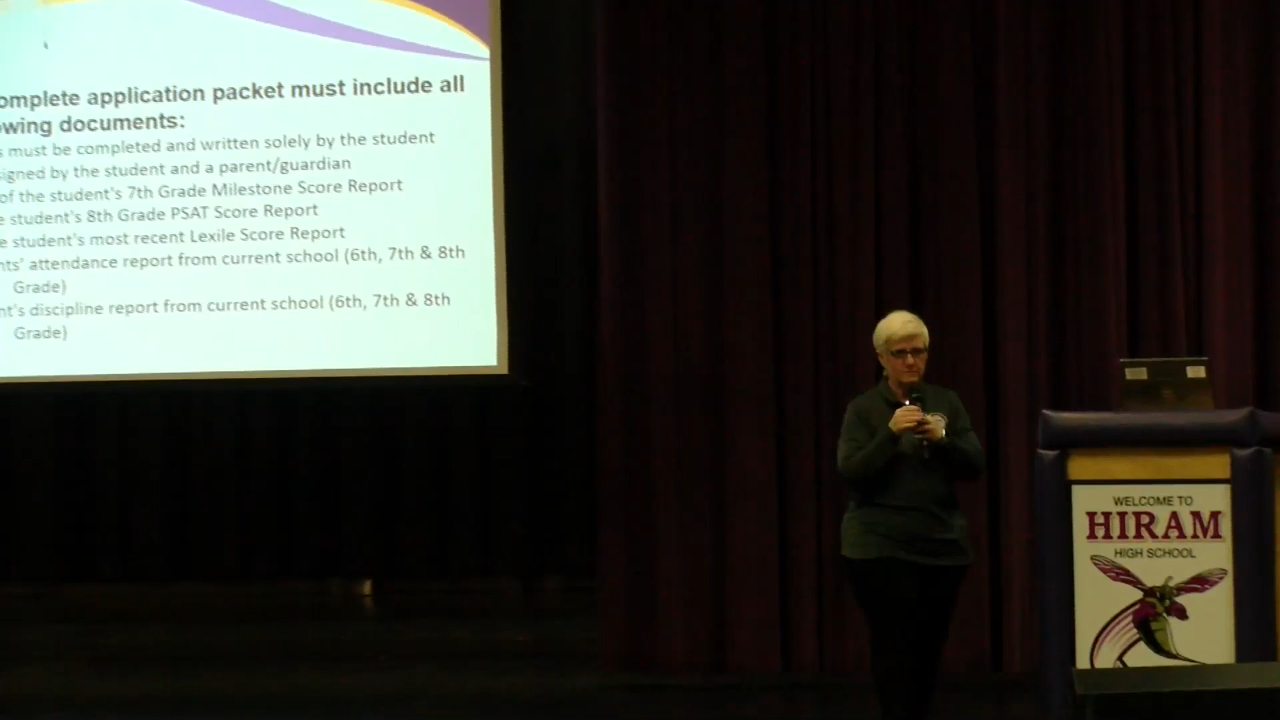 omplete application packet must include all
owing documents:
s must be completed and written solely by the student
igned by the student and a parent/guardian
of the student's 7th Grade Milestone Score Report
e student's 8th Grade PSAT Score Report
e student's most recent Lexile Score Report
nts' attendance report from current school (6th, 7th & 8th
Grade)
nt's discipline report from current school (6th, 7th & 8th
Grade)
WELCOME TO
HIRAM
HIGH SCHOOL